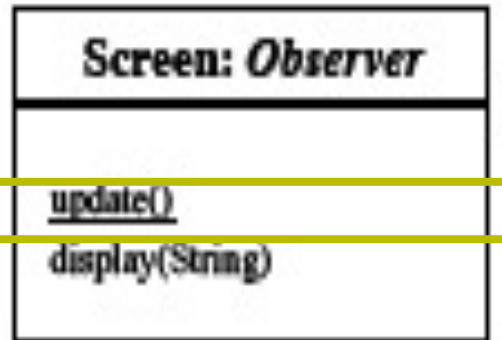 Screen: Observer
update()
display(String)